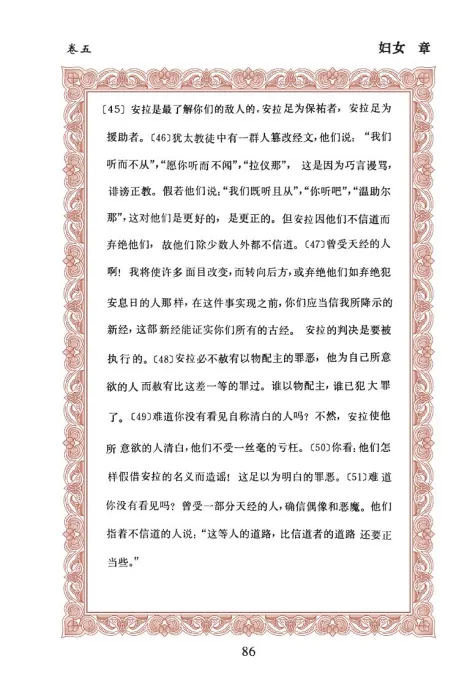 卷五
妇女 章
〔45〕安拉是最了解你们的敌人的,安拉足为保祐者，安拉足为
援助者。〔46〕犹太教徒中有一群人篡改经文,他们说：“我们
听而不从”,“愿你听而不闻”,“拉仪那”， 这是因为巧言谩骂,
诽谤正教。假若他们说:“我们既听且从”,“你听吧”,“温助尔
那”,这对他们是更好的，是更正的。但安拉因他们不信道而
弃绝他们， 故他们除少数人外都不信道。〔47〕曾受天经的人
啊！我将使许多 面目改变,而转向后方,或弃绝他们如弃绝犯
安息日的人那样，在这件事实现之前,你们应当信我所降示的
新经，这部 新经能证实你们所有的古经。 安拉的判决是要被
执行的。〔48〕安拉必不赦宥以物配主的罪恶，他为自己所意
欲的人而赦宥比这差一等的罪过。谁以物配主，谁已犯大罪
了。〔49〕难道你没有看见自称清白的人吗？不然，安拉使他
所 意欲的人清白,他们不受一丝毫的亏枉。〔50〕你看;他们怎
样假借安拉的名义而造谣！这足以为明白的罪恶。〔51〕难道
你没有看见吗？曾受一部分天经的人,确信偶像和恶魔。他们
指着不信道的人说;“这等人的道路，比信道者的道路 还要正
当些。”
86